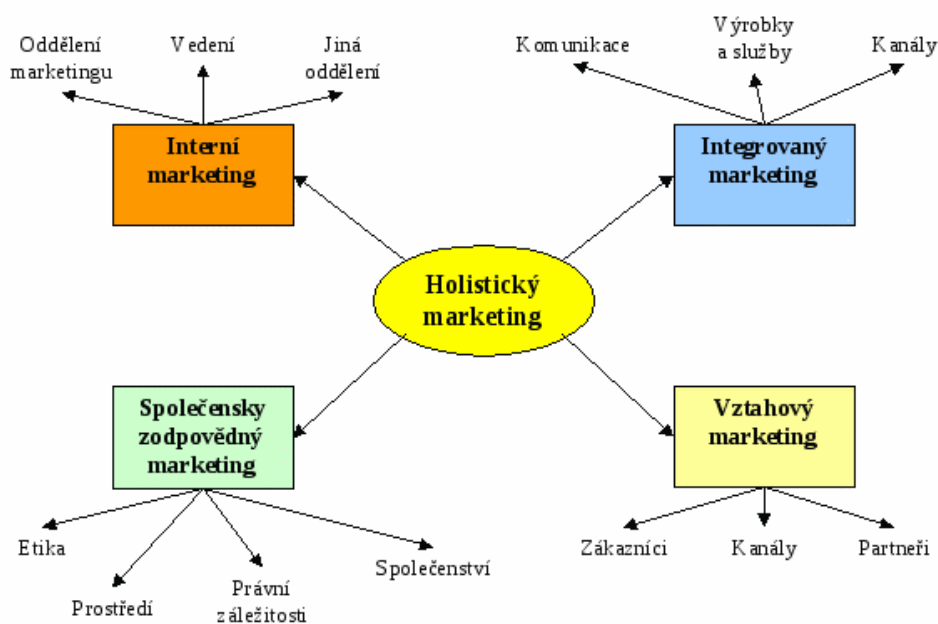 Oddělení
marketingu
Vedení
Jiná
oddělení
Komunikace
Výrobky
a služby
Kanály
Interní
marketing
Integrovaný
marketing
Holistický
marketing
Společensky
zodpovědný
marketing
Vztahový
marketing
Etika
Prostředí
Právní
záležitosti
Společenství
Zákazníci
Kanály
Partneři